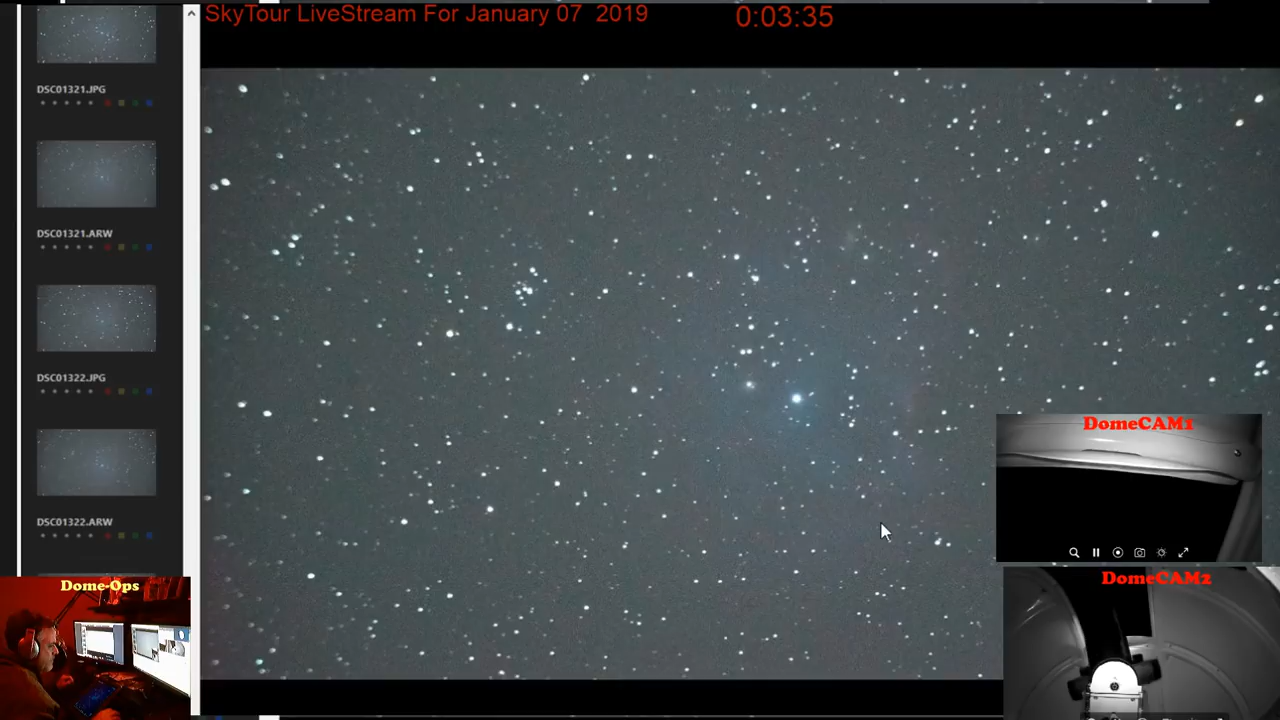 SkyTour LiveStream For January 07 2019
0:03:35
DSC01321.JPG
DSC01321.ARW
DSC01322.JPG
DSC01322.ARW
DomeCAM1
DomeCAM2
Dome-Ops